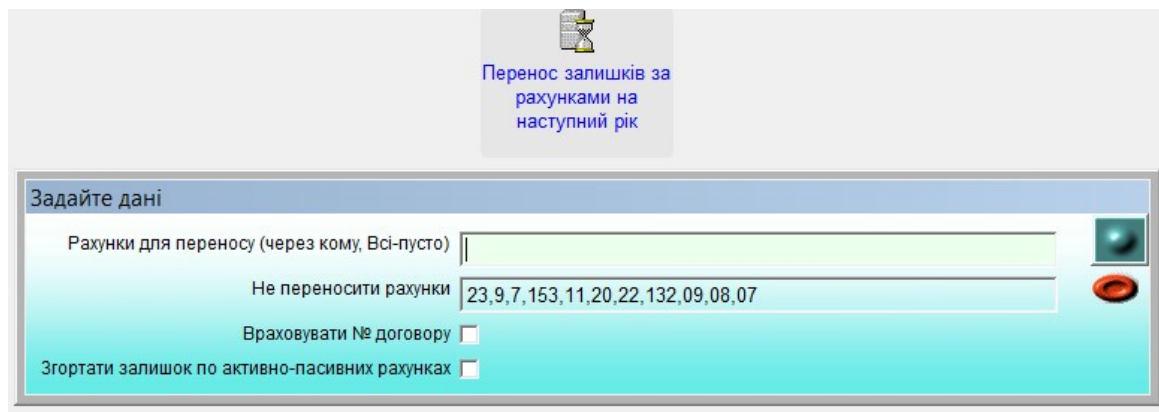 Перенос залишків за
рахунками на
наступний рік
Задайте дані
Рахунки для переносу (через кому, Всі-пусто)
Не переносити рахунки 23,9,7,153,11,20,22,132,09,08,07
Враховувати № договору
Згортати залишок по активно-пасивних рахунках